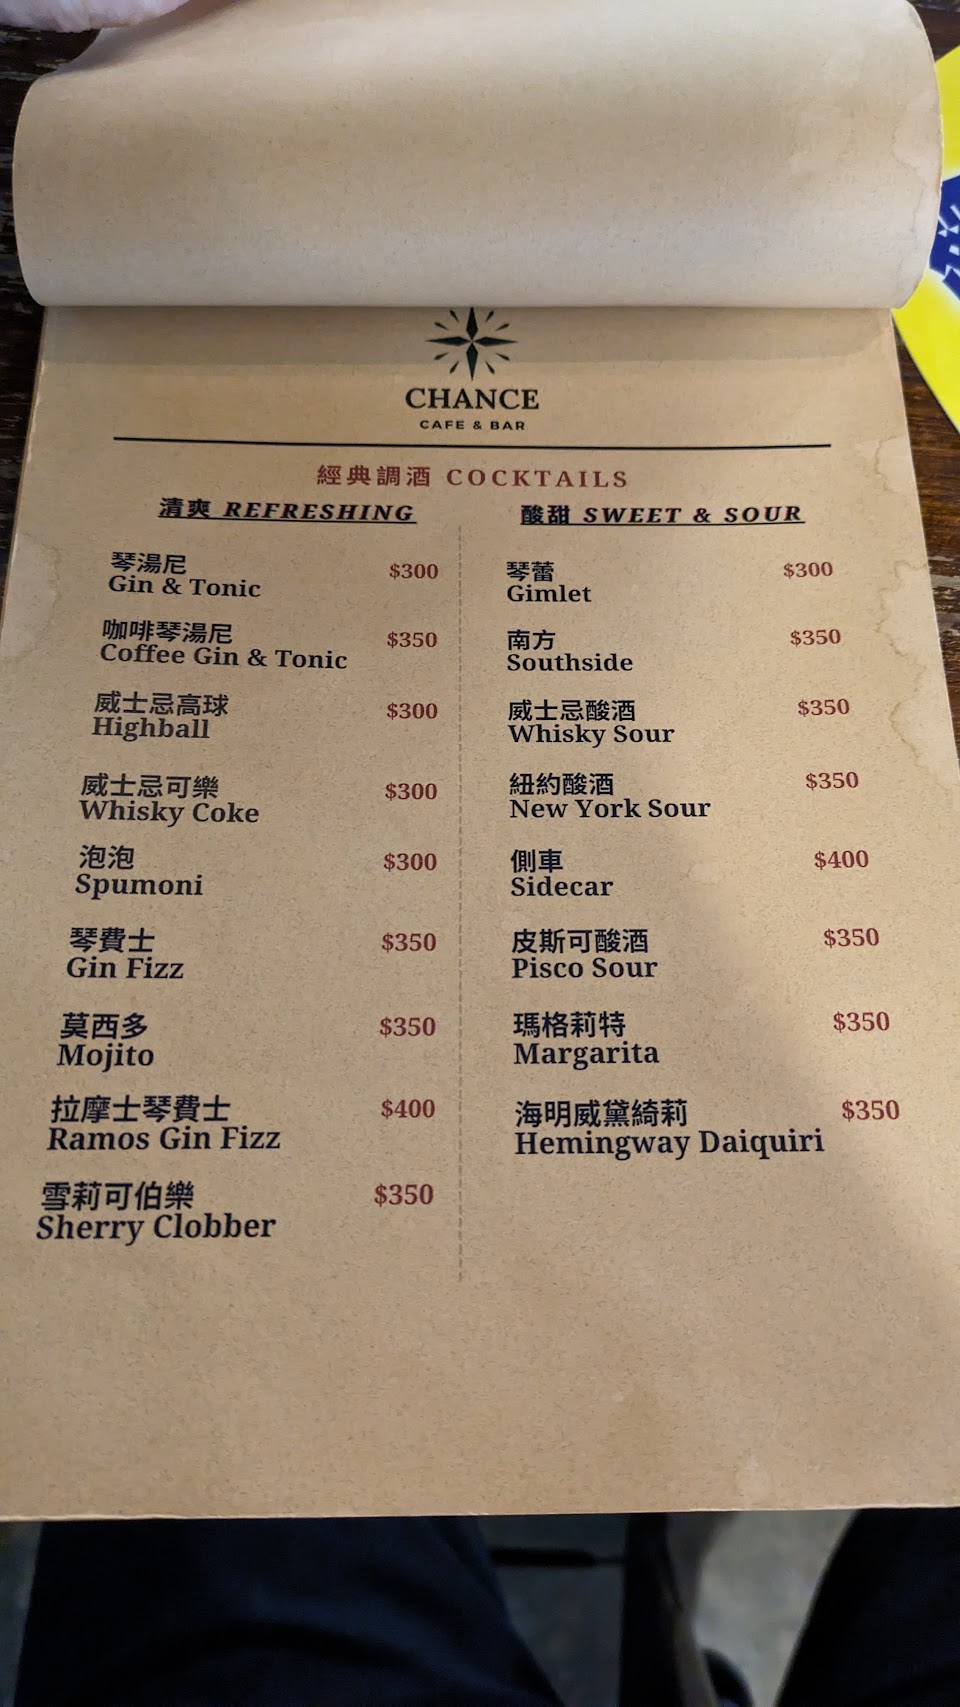 CHANCE
CAFE & BAR
經典調酒 COCKTAILS
清爽 REFRESHING
琴湯尼 $300
Gin & Tonic
咖啡琴湯尼 $350
Coffee Gin & Tonic
威士忌高球 $300
Highball
威士忌可樂 $300
Whisky Coke
泡泡 $300
Spumoni
琴費士 $350
Gin Fizz
莫西多 $350
Mojito
拉摩士琴費士 $400
Ramos Gin Fizz
雪莉可伯樂 $350
Sherry Clobber
酸甜 SWEET & SOUR
琴蕾 $300
Gimlet
南方 $350
Southside
威士忌酸酒 $350
Whisky Sour
紐約酸酒 $350
New York Sour
側車 $400
Sidecar
皮斯可酸酒 $350
Pisco Sour
瑪格莉特 $350
Margarita
海明威黛綺莉 $350
Hemingway Daiquiri